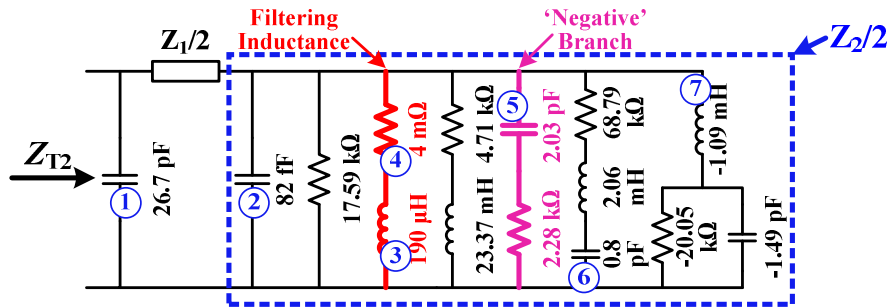 Filtering
Inductance
'Negative'
Branch
Z2/2
Z1/2
ZT2
1
26.7 pF
2
82 fF
17.59 kΩ
4
4 mΩ
3
190 μH
4.71 kΩ
23.37 mH
5
2.03 pF
2.28 kΩ
68.79
kΩ
2.06
mH
0.8
pF
6
7
-1.09 mH
-20.05
kΩ
-1.49 pF